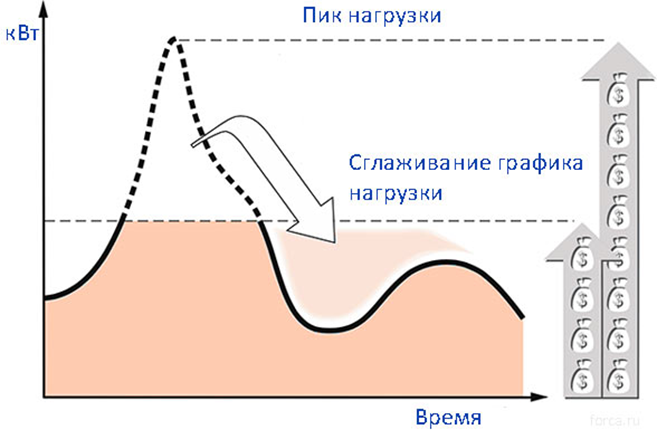 Пик нагрузки
кВт
Сглаживание графика
нагрузки
Время
forca.ru